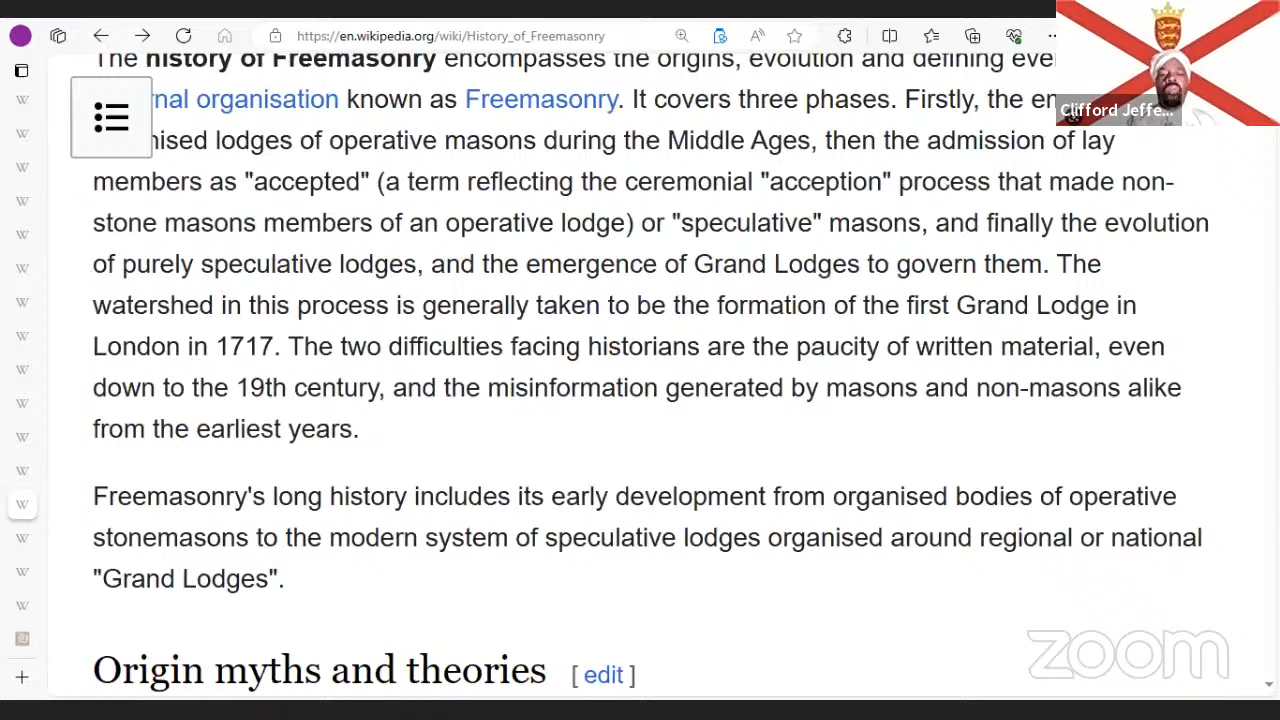 https://en.wikipedia.org/wiki/History_of_Freemasonry
Clifford Jeffe...
The history of Freemasonry encompasses the origins, evolution and defining eve
nal organisation known as Freemasonry. It covers three phases. Firstly, the em
nised lodges of operative masons during the Middle Ages, then the admission of lay
members as "accepted" (a term reflecting the ceremonial "acception" process that made non-
stone masons members of an operative lodge) or "speculative" masons, and finally the evolution
of purely speculative lodges, and the emergence of Grand Lodges to govern them. The
watershed in this process is generally taken to be the formation of the first Grand Lodge in
London in 1717. The two difficulties facing historians are the paucity of written material, even
down to the 19th century, and the misinformation generated by masons and non-masons alike
from the earliest years.
Freemasonry's long history includes its early development from organised bodies of operative
stonemasons to the modern system of speculative lodges organised around regional or national
"Grand Lodges".
Origin myths and theories [ edit ]
zoom